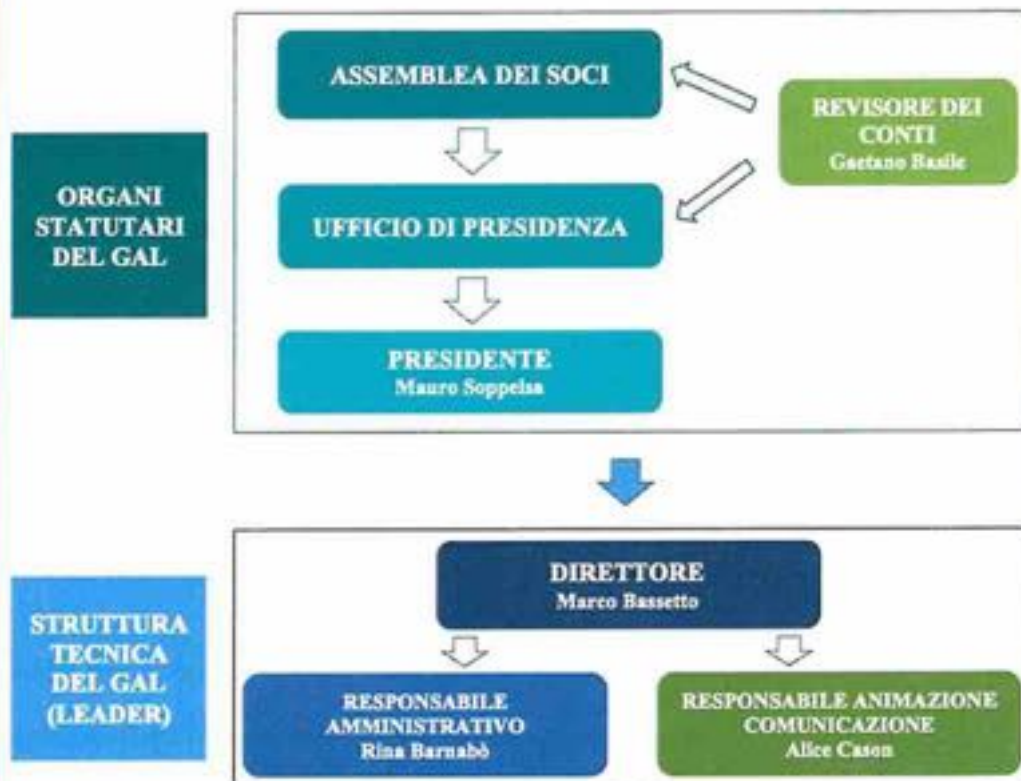 ORGANI
STATUTARI
DEL GAL
ASSEMBLEA DEI SOCI
REVISORE DEI
CONTI
Gaetano Basile
UFFICIO DI PRESIDENZA
PRESIDENTE
Mauro Soppelsa
STRUTTURA
TECNICA
DEL GAL
(LEADER)
DIRETTORE
Marco Bassetto
RESPONSABILE
AMMINISTRATIVO
Rina Barnabò
RESPONSABILE ANIMAZIONE
COMUNICAZIONE
Alice Cason